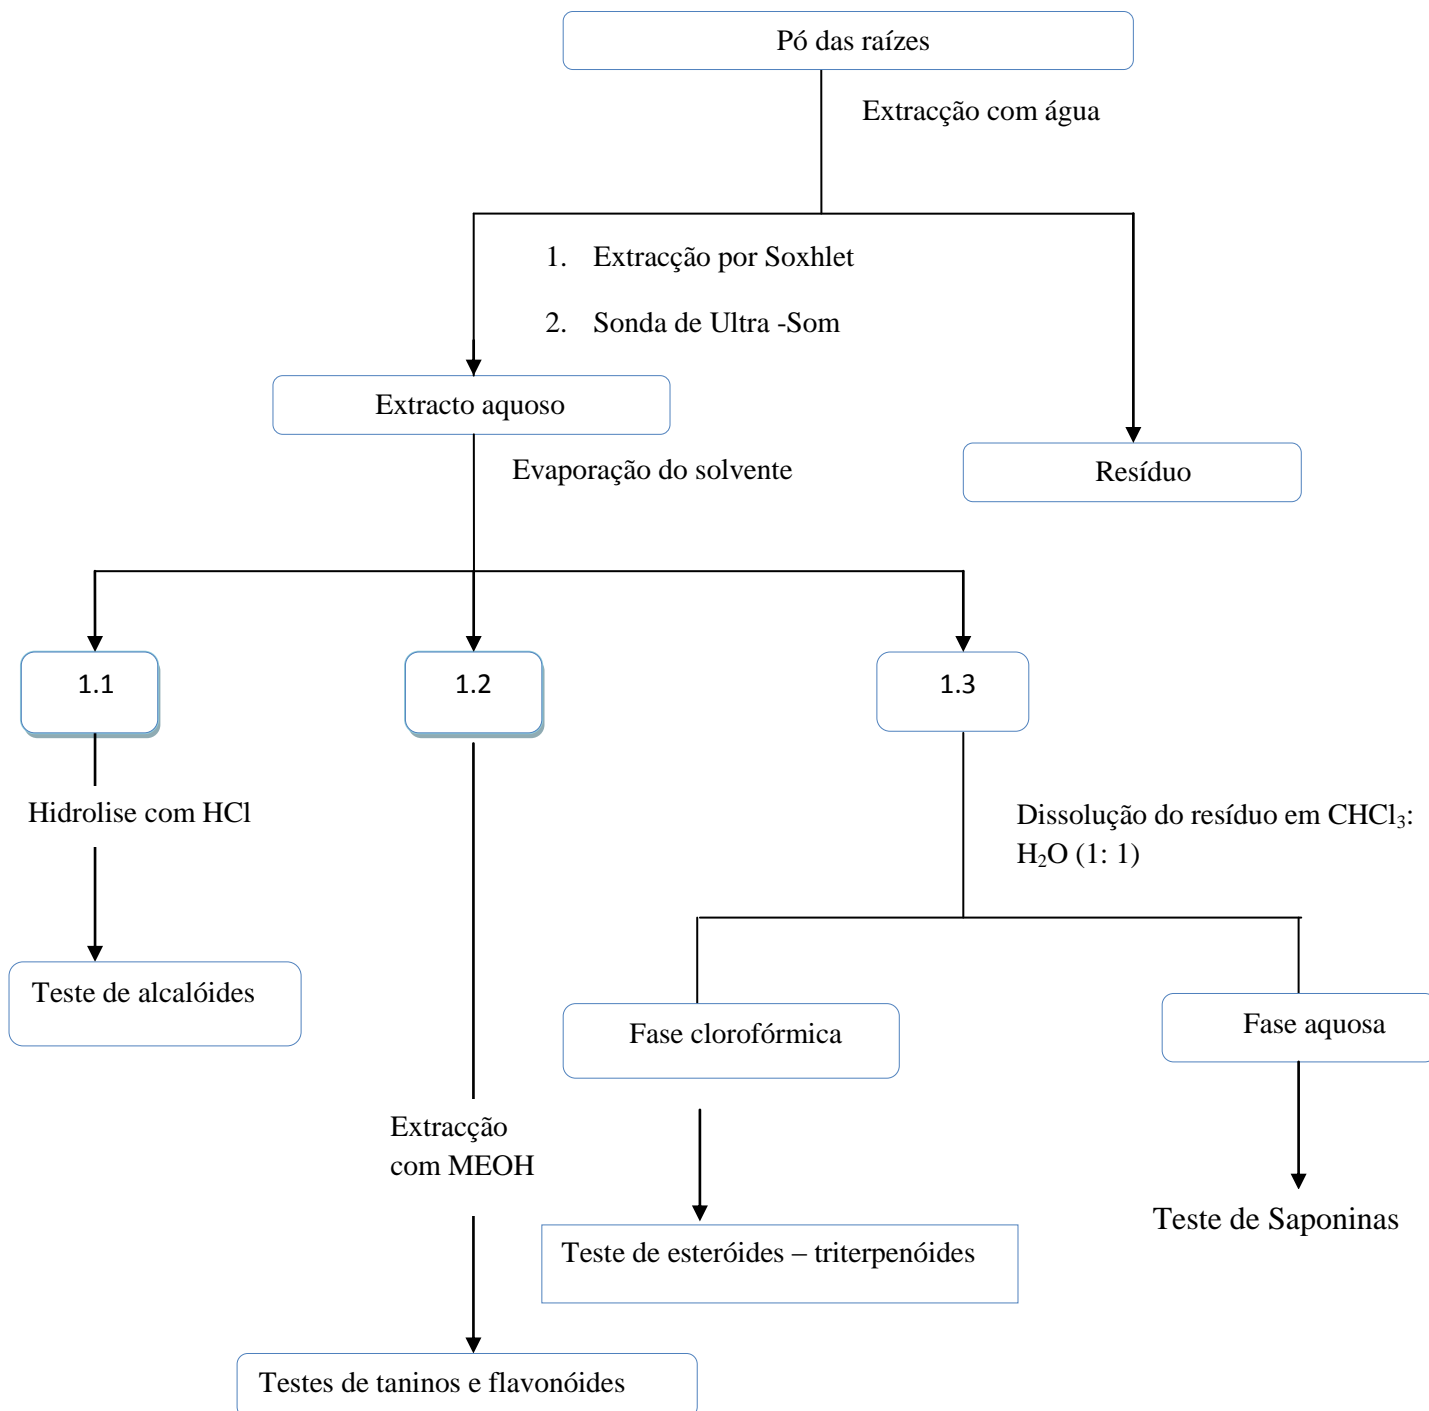 Pó das raízes
Extracção com água
1. Extracção por Soxhlet
2. Sonda de Ultra -Som
Extracto aquoso
Evaporação do solvente
Resíduo
1.1
1.2
1.3
Hidrolise com HCl
Dissolução do resíduo em CHCl₃:
H₂O (1: 1)
Teste de alcalóides
Fase clorofórmica
Fase aquosa
Extracção
com MEOH
Teste de Saponinas
Teste de esteróides – triterpenóides
Testes de taninos e flavonóides